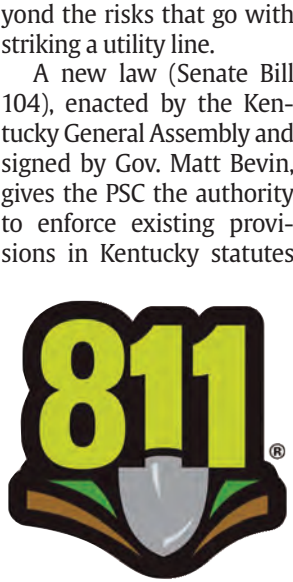 yond the risks that go with
striking a utility line.
A new law (Senate Bill
104), enacted by the Ken-
tucky General Assembly and
signed by Gov. Matt Bevin,
gives the PSC the authority
to enforce existing provi-
sions in Kentucky statutes
811
®